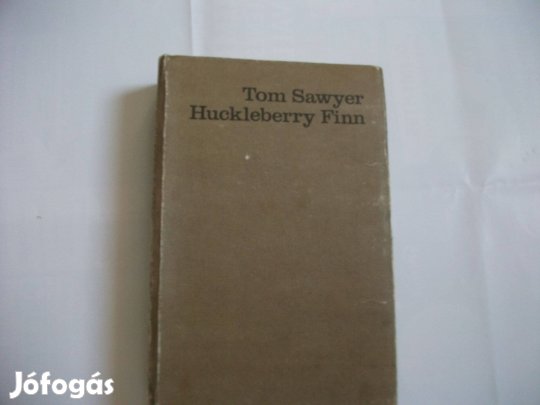 Tom Sawyer
Huckleberry Finn
Jófogás